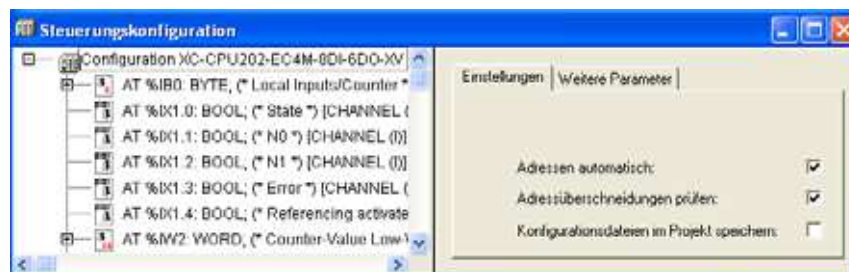 Steuerungskonfiguration
Configuration XC-CPU202-EC4M-8DI-6DO-XV
AT %IB0: BYTE; (* Local Inputs/Counter *
AT %IX1.0: BOOL; (* State *) [CHANNEL (
AT %IX1.1: BOOL; (* N0 *) [CHANNEL (I)]
AT %IX1.2: BOOL; (* N1 *) [CHANNEL (I)]
AT %IX1.3: BOOL; (* Error *) [CHANNEL (
AT %IX1.4: BOOL; (* Referencing activate
AT %IW2: WORD; (* Counter-Value Low-
Einstellungen
Weitere Parameter
Adressen automatisch:
Adressüberschneidungen prüfen:
Konfigurationsdateien im Projekt speichern: